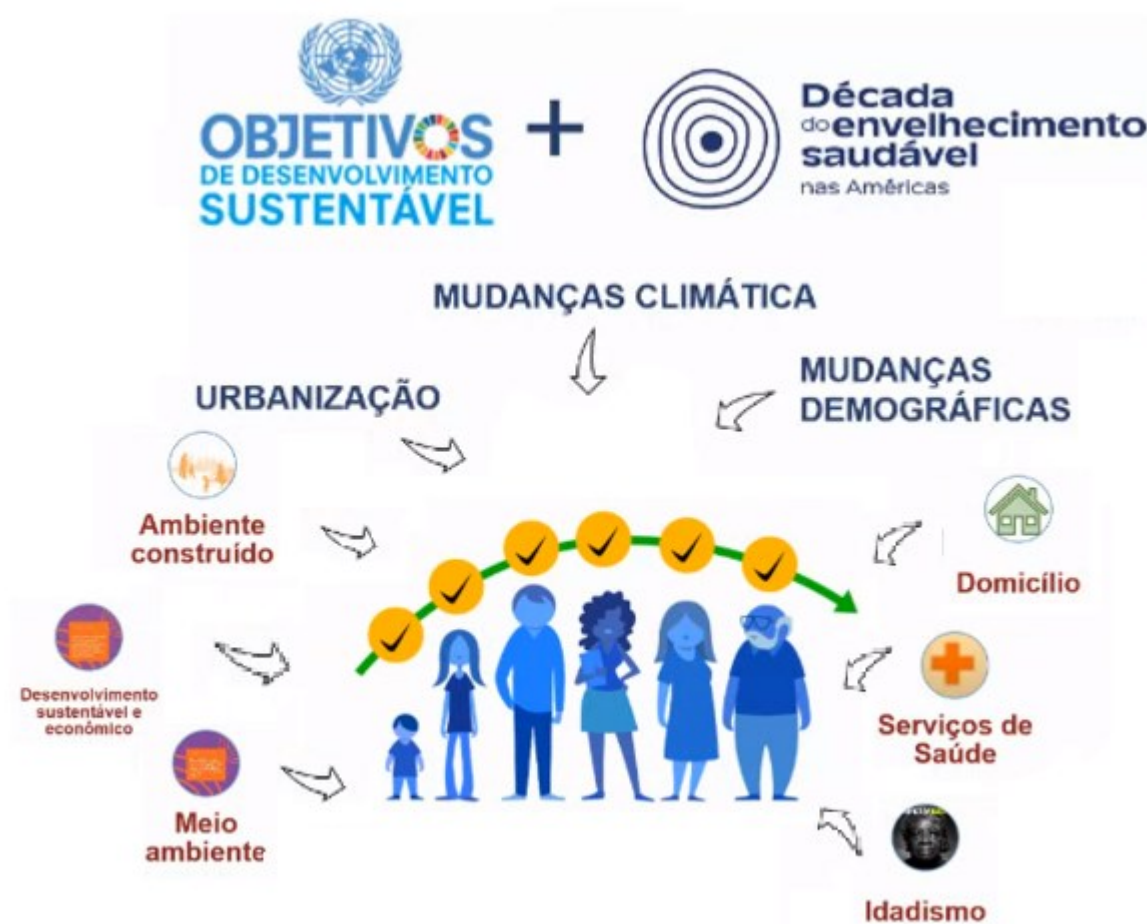 OBJETIVOS
DE DESENVOLVIMENTO
SUSTENTÁVEL
+
Década
do envelhecimento
saudável
nas Américas
MUDANÇAS CLIMÁTICA
URBANIZAÇÃO
MUDANÇAS
DEMOGRÁFICAS
Ambiente
construído
Domicílio
Desenvolvimento
sustentável e
econômico
Serviços de
Saúde
Meio
ambiente
Idadismo